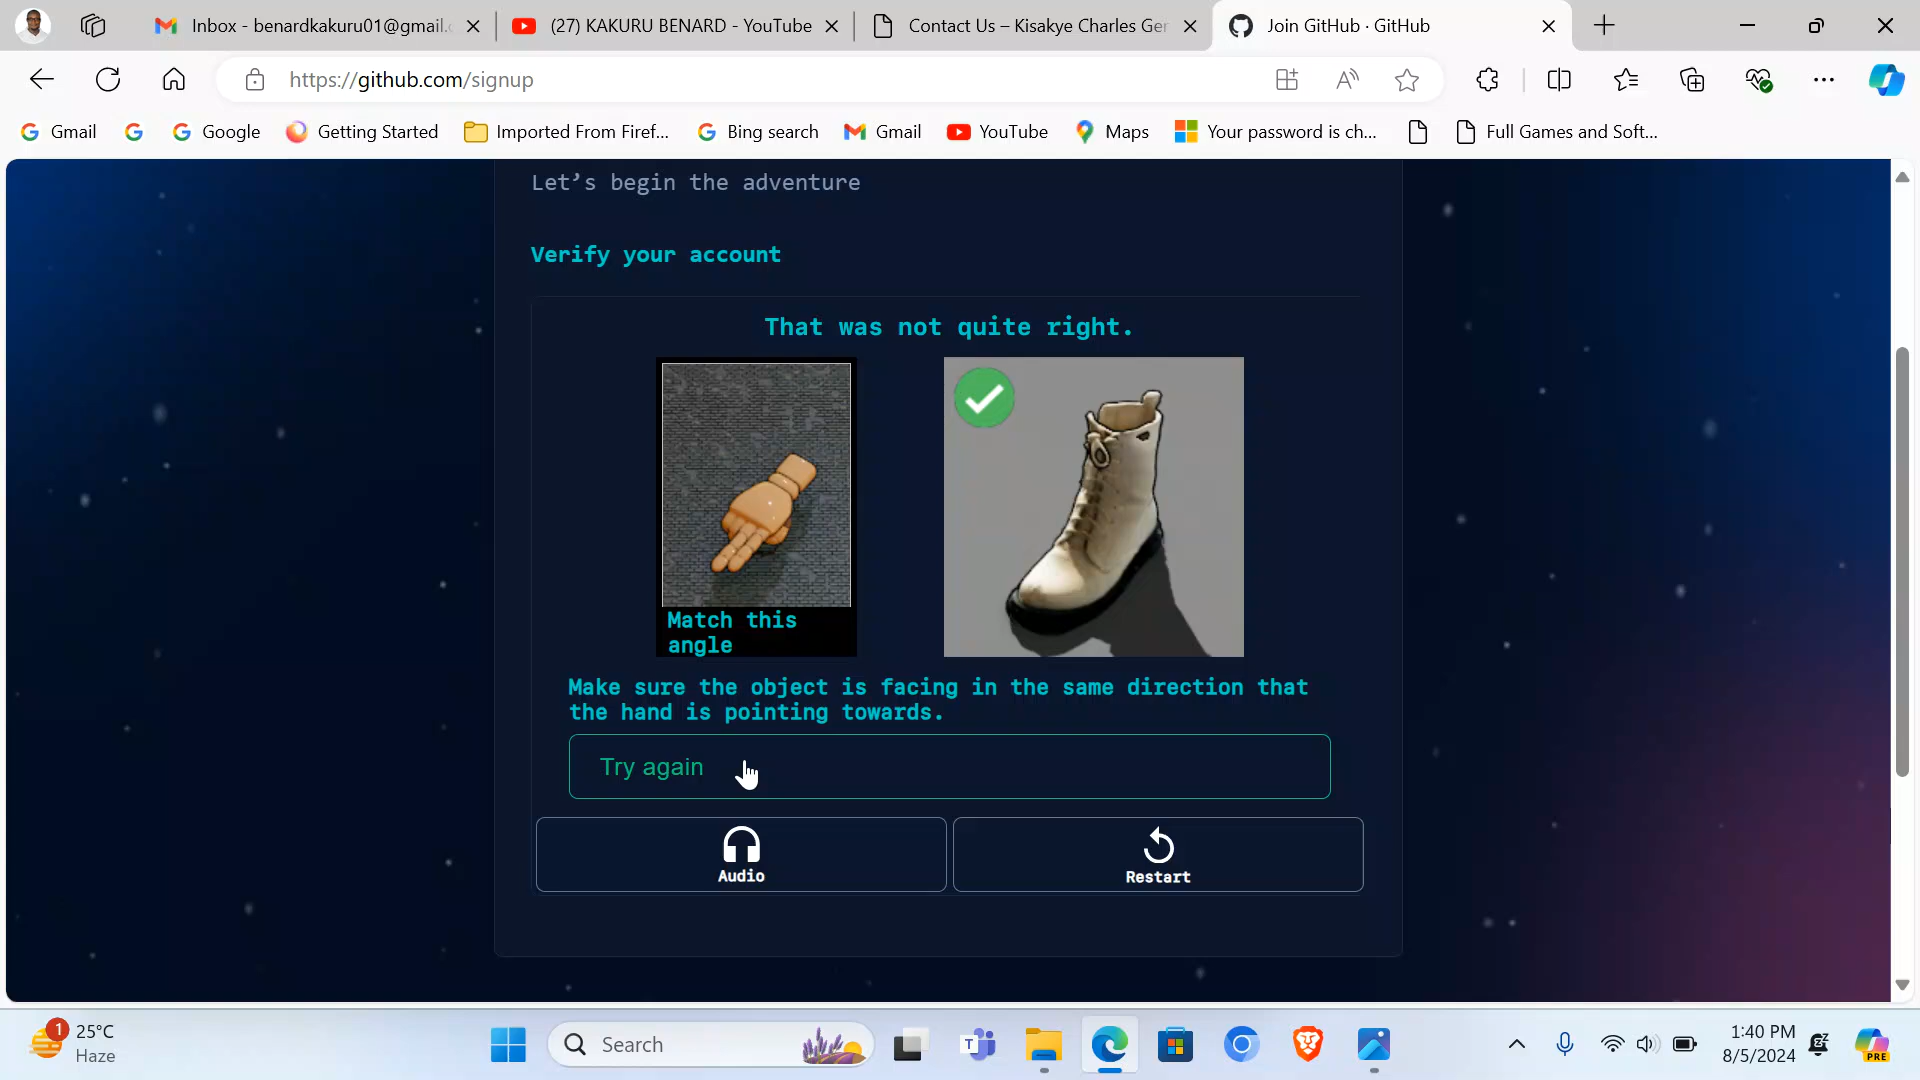 Inbox - benardkakuru01@gmail.c
(27) KAKURU BENARD - YouTube
Contact Us – Kisakye Charles Ger
Join GitHub · GitHub
https://github.com/signup
Gmail
Google
Getting Started
Imported From Firef...
Bing search
Gmail
YouTube
Maps
Your password is ch...
Full Games and Soft...
Let’s begin the adventure
Verify your account
That was not quite right.
Match this
angle
Make sure the object is facing in the same direction that
the hand is pointing towards.
Try again
Audio
Restart
1
25°C
Haze
Search
1:40 PM
8/5/2024
PRE